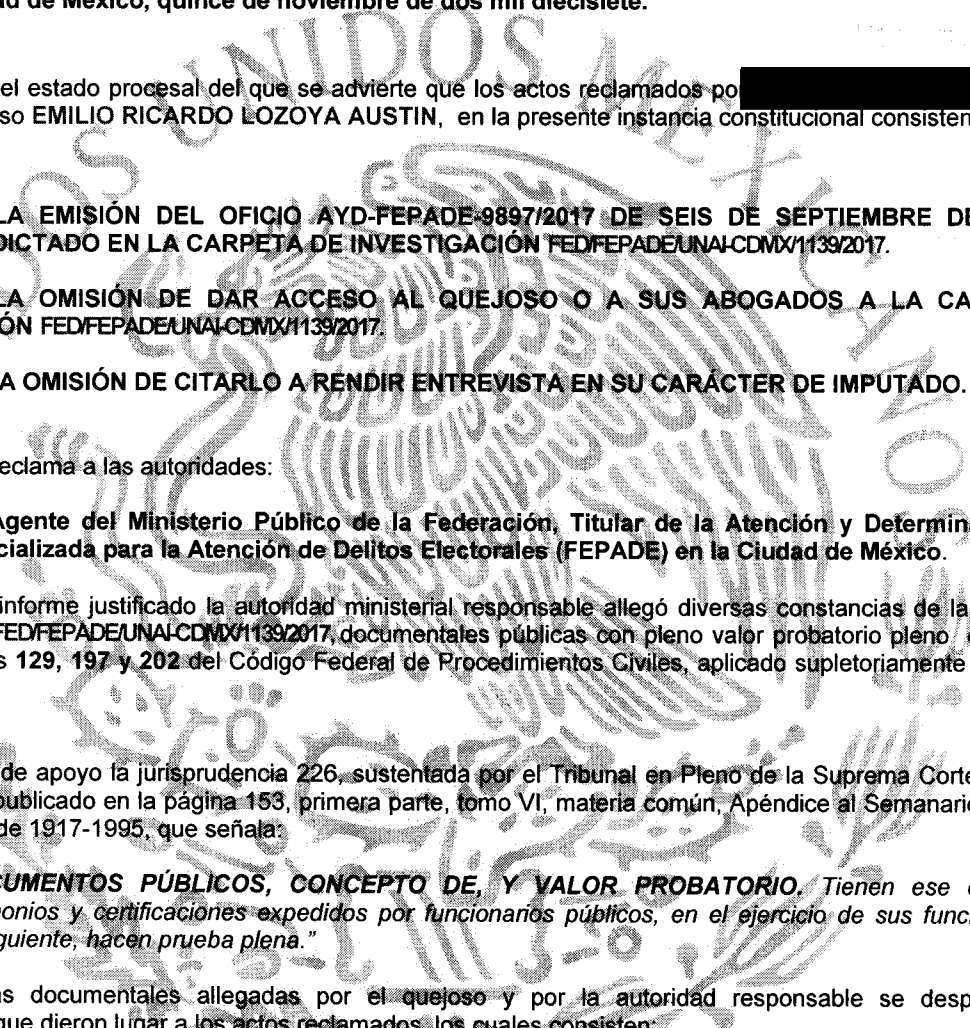 de México, quince de noviembre de dos mil diecisiete.
el estado procesal del que se advierte que los actos reclamados po
so EMILIO RICARDO LOZOYA AUSTIN, en la presente instancia constitucional consisten
LA EMISIÓN DEL OFICIO AYD-FEPADE-9897/2017 DE SEIS DE SEPTIEMBRE DE
DICTADO EN LA CARPETA DE INVESTIGACIÓN FED/FEPADE/UNAI-CDMX/1139/2017.
LA OMISIÓN DE DAR ACCESO AL QUEJOSO O A SUS ABOGADOS A LA CA
ÓN FED/FEPADE/UNAI-CDMX/1139/2017.
A OMISIÓN DE CITARLO A RENDIR ENTREVISTA EN SU CARÁCTER DE IMPUTADO.
eclama a las autoridades:
Agente del Ministerio Público de la Federación, Titular de la Atención y Determin
cializada para la Atención de Delitos Electorales (FEPADE) en la Ciudad de México.
informe justificado la autoridad ministerial responsable allegó diversas constancias de la
FED/FEPADE/UNAI-CDMX/1139/2017, documentales públicas con pleno valor probatorio pleno
s 129, 197 y 202 del Código Federal de Procedimientos Civiles, aplicado supletoriamente
de apoyo la jurisprudencia 226, sustentada por el Tribunal en Pleno de la Suprema Corte
publicado en la página 153, primera parte, tomo VI, materia común, Apéndice al Semanario
de 1917-1995, que señala:
CUMENTOS PÚBLICOS, CONCEPTO DE, Y VALOR PROBATORIO. Tienen ese
onios y certificaciones expedidos por funcionarios públicos, en el ejercicio de sus func
guiente, hacen prueba plena."
as documentales allegadas por el quejoso y por la autoridad responsable se desp
que dieron lugar a los actos reclamados, los cuales consisten:
OS UNIDOS MEXICANOS